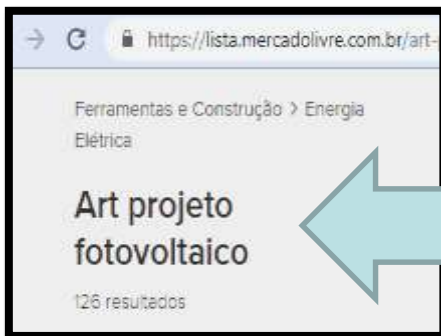 https://lista.mercadolivre.com.br/art-
Ferramentas e Construção > Energia
Elétrica
Art projeto
fotovoltaico
126 resultados